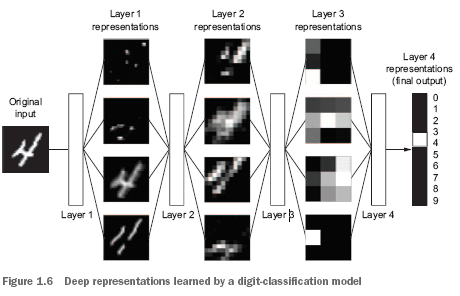 Layer 1
representations
Layer 2
representations
Layer 3
representations
Layer 4
representations
(final output)
Original
input
0
1
2
3
4
5
6
7
8
9
Layer 1
Layer 2
Layer 3
Layer 4
Figure 1.6 Deep representations learned by a digit-classification model